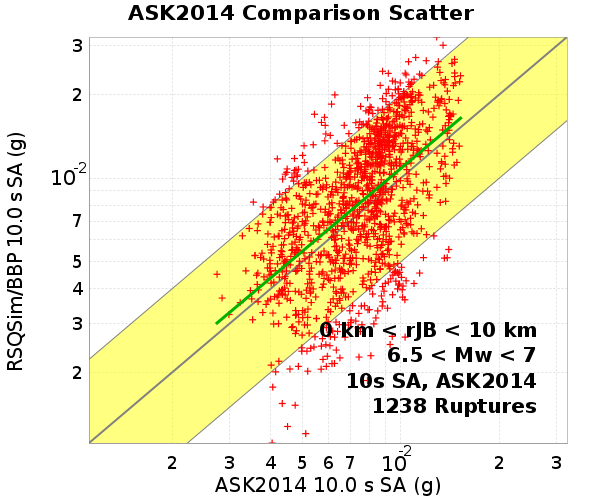 ASK2014 Comparison Scatter
RSQSim/BBP 10.0 s SA (g)
3
2
10-2
7
5
4
3
2
0 km < rJB < 10 km
6.5 < Mw < 7
10s SA, ASK2014
1238 Ruptures
2 3 4 5 6 7 10-2 2 3
ASK2014 10.0 s SA (g)